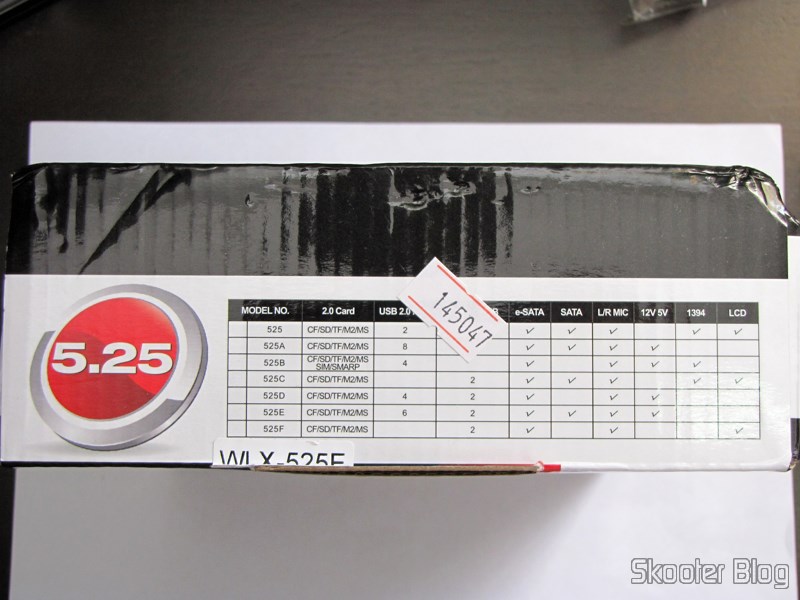 5.25
145047
MODEL NO. 2.0 Card USB 2.0 e-SATA SATA L/R MIC 12V 5V 1394 LCD
525 CF/SD/TF/M2/MS 2 ✓ ✓ ✓ ✓ ✓
525A CF/SD/TF/M2/MS 8 ✓ ✓ ✓ ✓
525B CF/SD/TF/M2/MS SIM/SMARP 4 ✓ ✓ ✓ ✓
525C CF/SD/TF/M2/MS 2 ✓ ✓ ✓ ✓ ✓
525D CF/SD/TF/M2/MS 4 2 ✓ ✓ ✓
525E CF/SD/TF/M2/MS 6 2 ✓ ✓ ✓ ✓
525F CF/SD/TF/M2/MS 2 ✓ ✓ ✓
WLX-525E
Skooter Blog